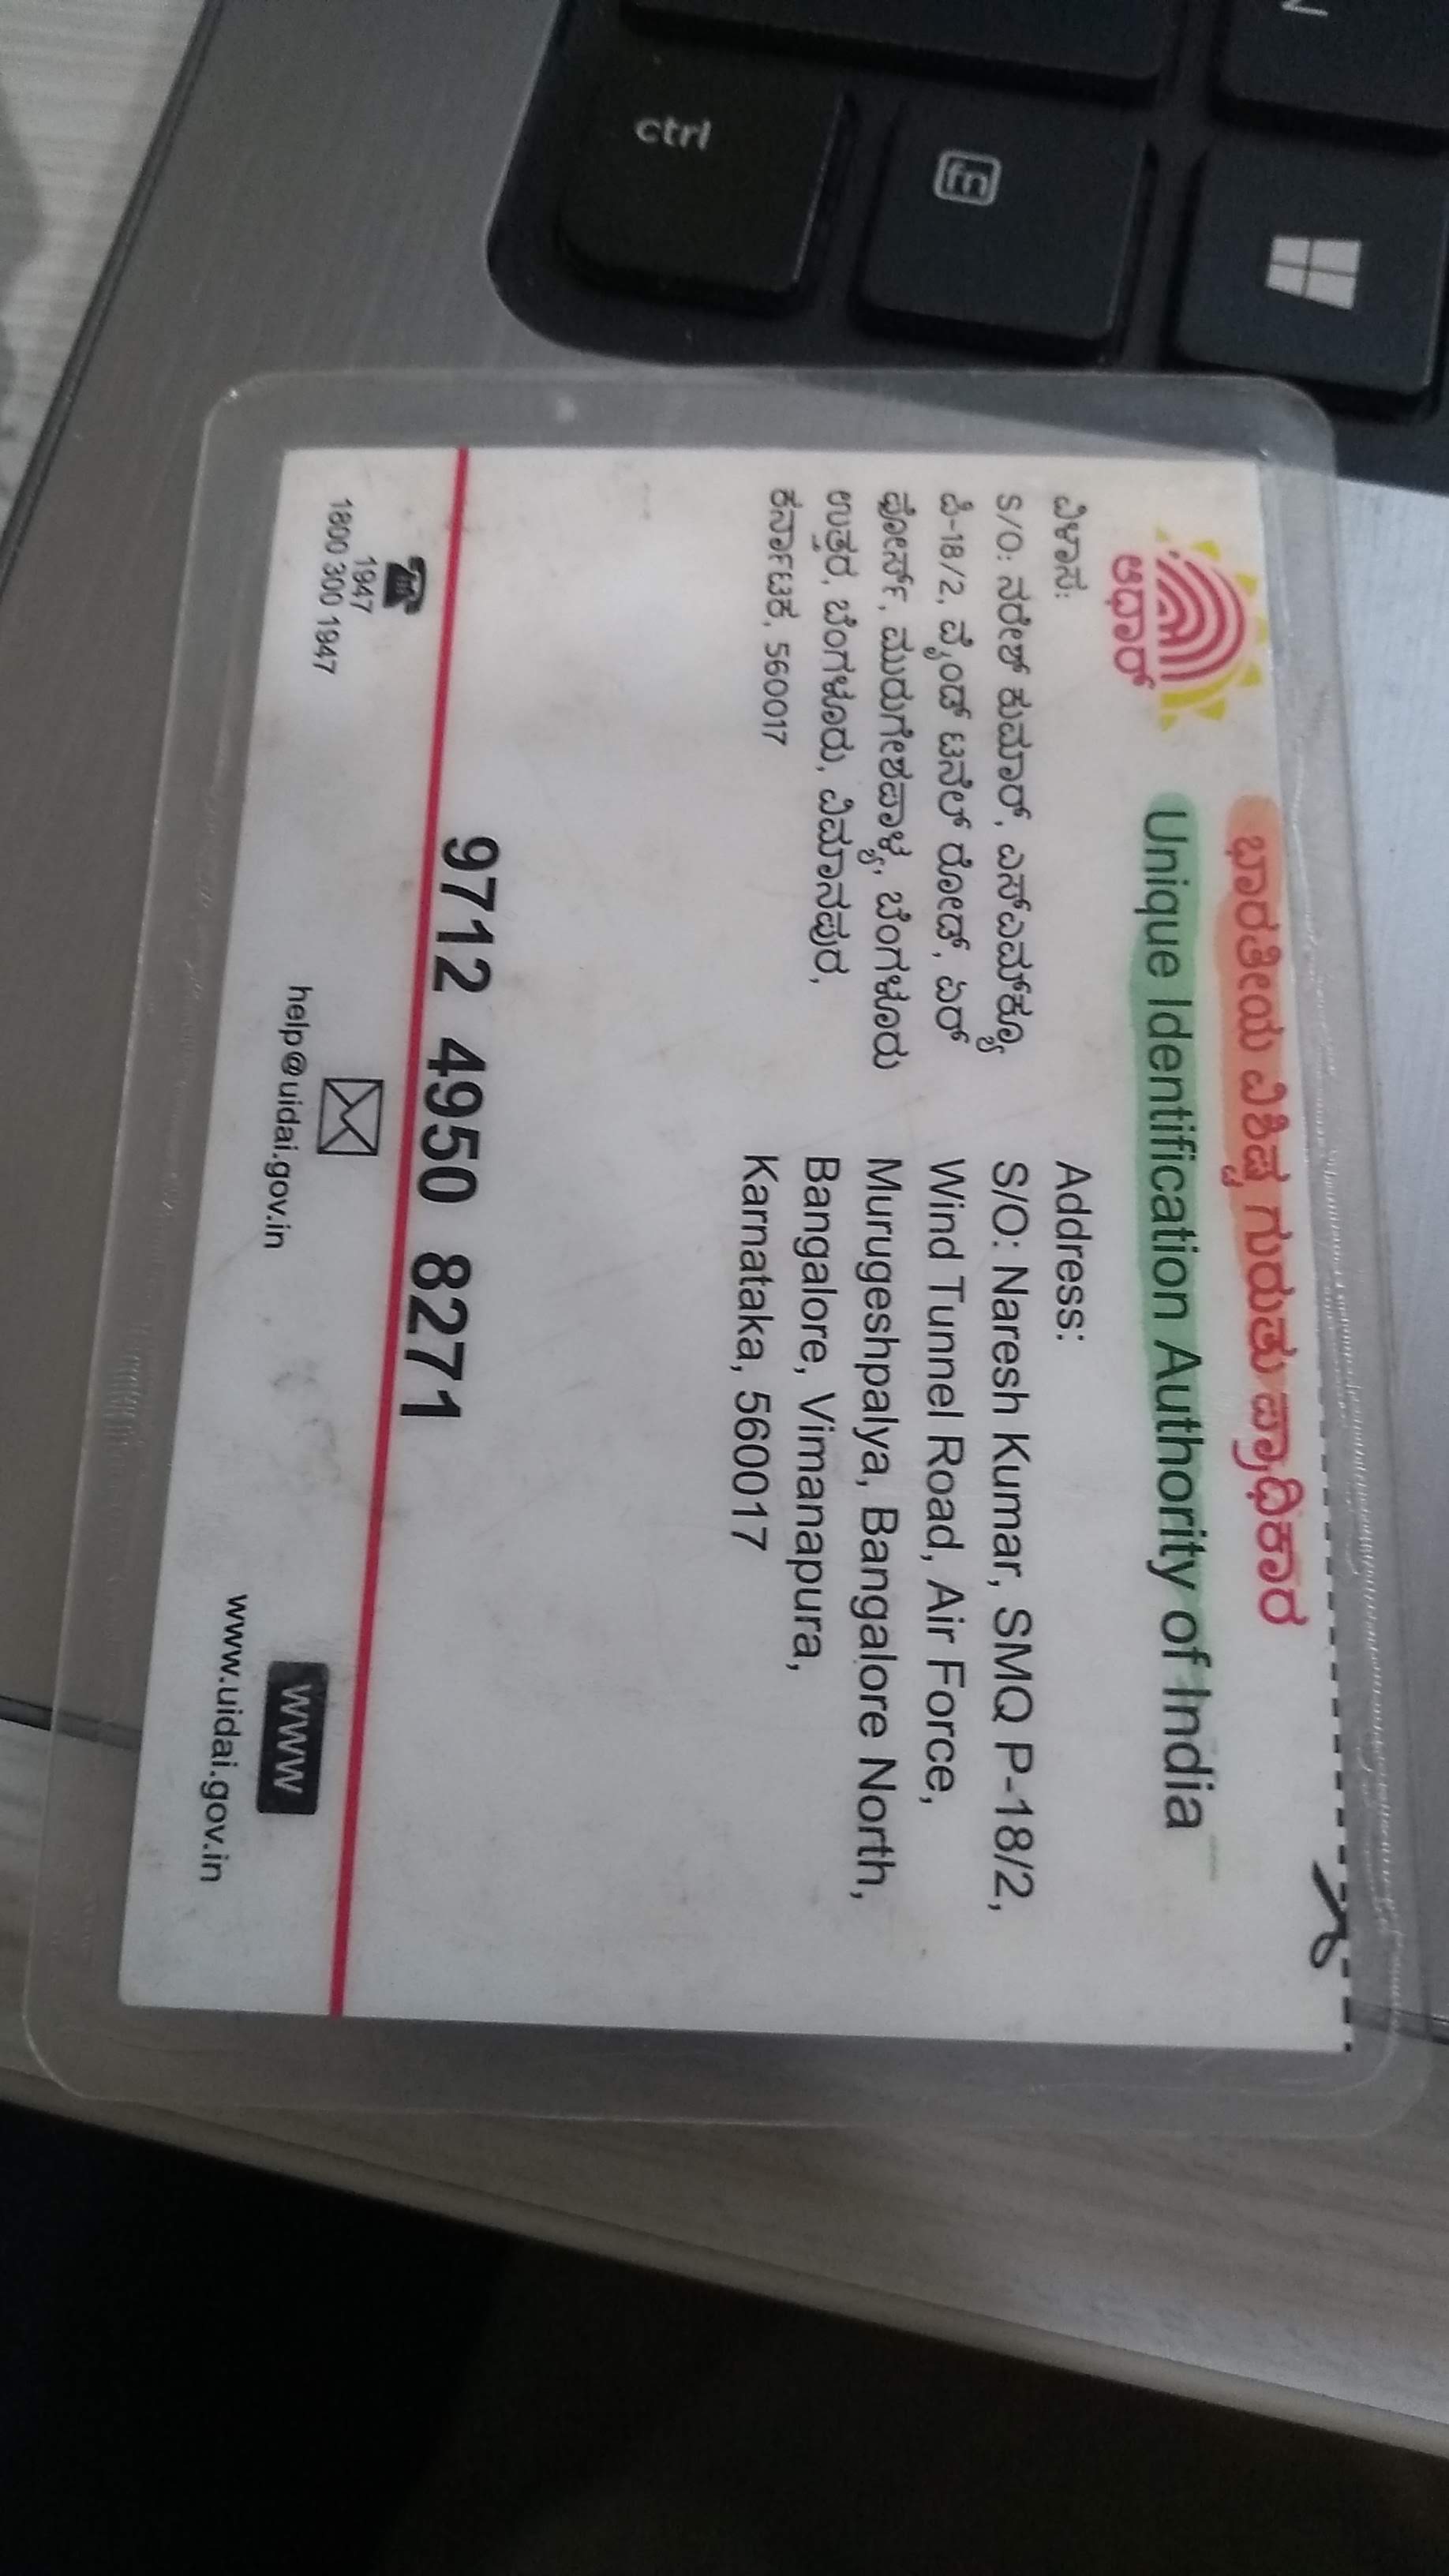 ಭಾರತೀಯ ವಿಶಿಷ್ಟ ಗುರುತು ಪ್ರಾಧಿಕಾರ
Unique Identification Authority of India
ಆಧಾರ್
ವಿಳಾಸ:
S/O: ನರೇಶ್ ಕುಮಾರ್, ಎಸ್ಎಮ್ಕ್ಯೂ
ಪಿ-18/2, ವೈಂಡ್ ಟನೆಲ್ ರೋಡ್, ಏರ್
ಫೋರ್ಸ್, ಮುರುಗೇಶಪಾಳ್ಯ, ಬೆಂಗಳೂರು
ಉತ್ತರ, ಬೆಂಗಳೂರು, ವಿಮಾನಪುರ,
ಕರ್ನಾಟಕ, 560017
Address:
S/O: Naresh Kumar, SMQ P-18/2,
Wind Tunnel Road, Air Force,
Murugeshpalya, Bangalore North,
Bangalore, Vimanapura,
Karnataka, 560017
9712 4950 8271
1947
1800 300 1947
help@uidai.gov.in
WWW
www.uidai.gov.in
ctrl
fn